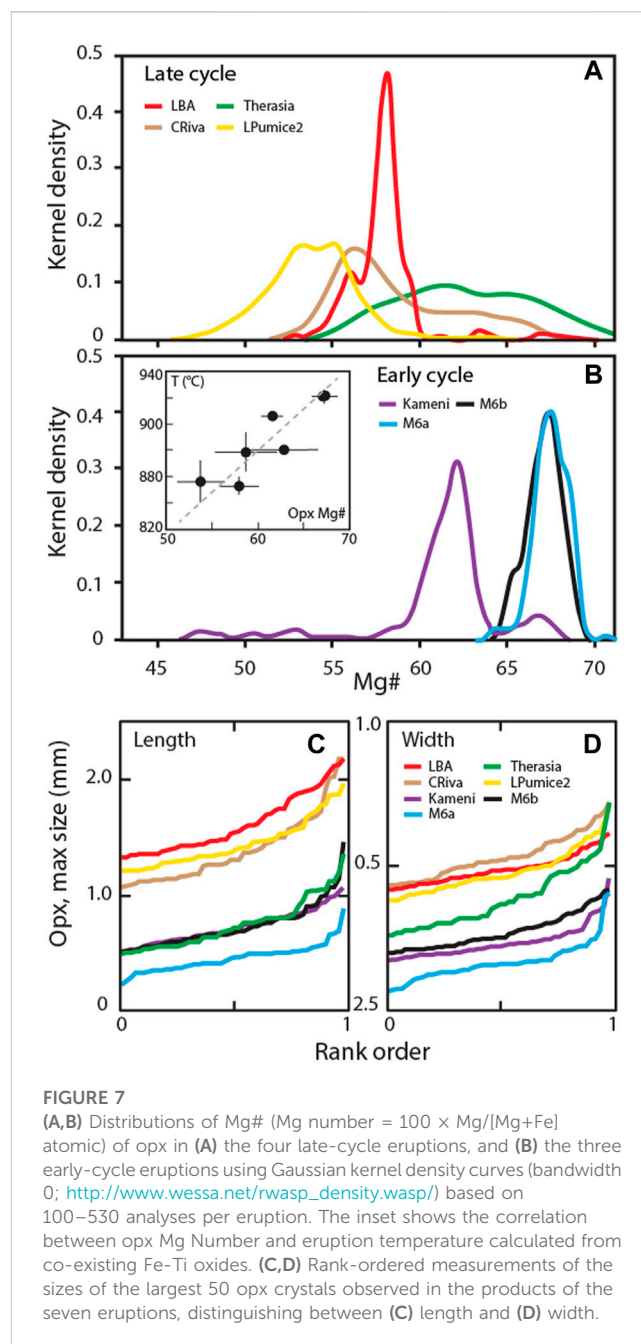 0.5
Late cycle
A
LBA
Therasia
CRiva
LPumice2
0.4
0.3
0.2
0.1
0
Kernel density
0.5
940
T (°C)
Early cycle
B
Kameni
M6b
M6a
0.4
900
0.3
880
0.2
820
50
60
Opx Mg#
70
0.1
0
Kernel density
45
50
55
60
65
70
Mg#
Length
C
2.0
1.0
0
Opx, max size (mm)
0
1
1.0
Width
D
LBA
Therasia
CRiva
LPumice2
Kameni
M6b
M6a
0.5
2.5
0
1
Rank order
FIGURE 7
(A,B) Distributions of Mg# (Mg number = 100 × Mg/[Mg+Fe]
atomic) of opx in (A) the four late-cycle eruptions, and (B) the three
early-cycle eruptions using Gaussian kernel density curves (bandwidth
0; http://www.wessa.net/rwasp_density.wasp/) based on
100–530 analyses per eruption. The inset shows the correlation
between opx Mg Number and eruption temperature calculated from
co-existing Fe-Ti oxides. (C,D) Rank-ordered measurements of the
sizes of the largest 50 opx crystals observed in the products of the
seven eruptions, distinguishing between (C) length and (D) width.